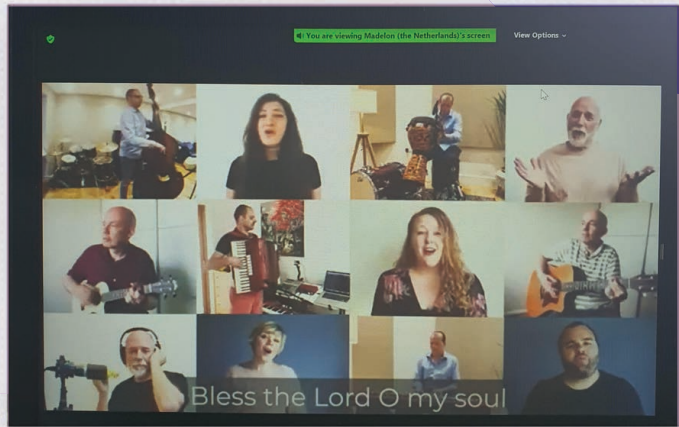 You are viewing Madelon (the Netherlands)'s screen
View Options
Bless the Lord O my soul